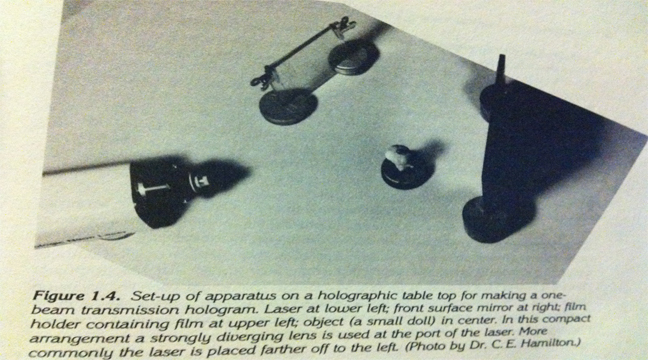 Figure 1.4. Set-up of apparatus on a holographic table top for making a one-
beam transmission hologram. Laser at lower left; front surface mirror at right; film
holder containing film at upper left; object (a small doll) in center. In this compact
arrangement a strongly diverging lens is used at the port of the laser. More
commonly the laser is placed farther off to the left. (Photo by Dr. C. E. Hamilton.)